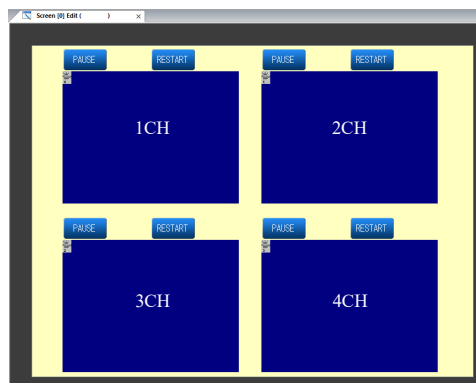 Screen [0] Edit ( )
PAUSE RESTART PAUSE RESTART
1CH 2CH
PAUSE RESTART PAUSE RESTART
3CH 4CH